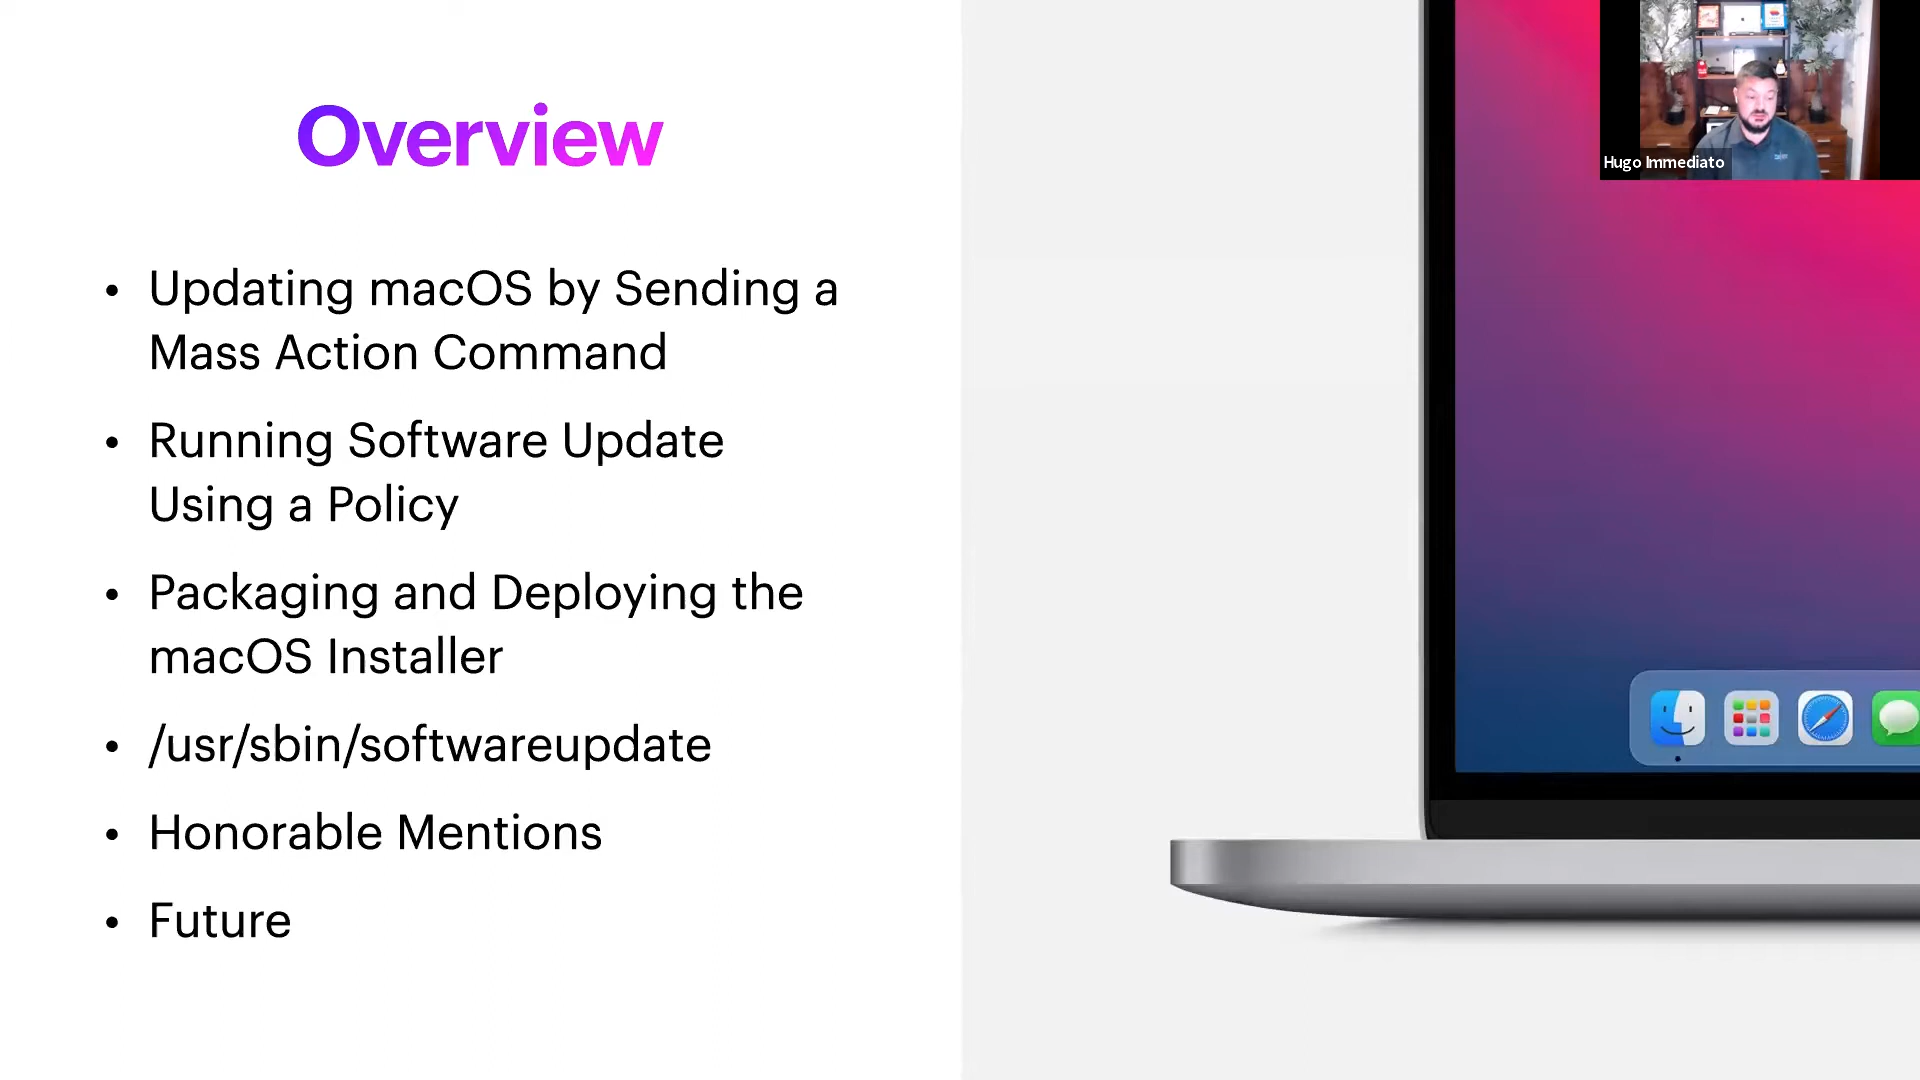 Overview
• Updating macOS by Sending a
Mass Action Command
• Running Software Update
Using a Policy
• Packaging and Deploying the
macOS Installer
• /usr/sbin/softwareupdate
• Honorable Mentions
• Future
Hugo Immediato